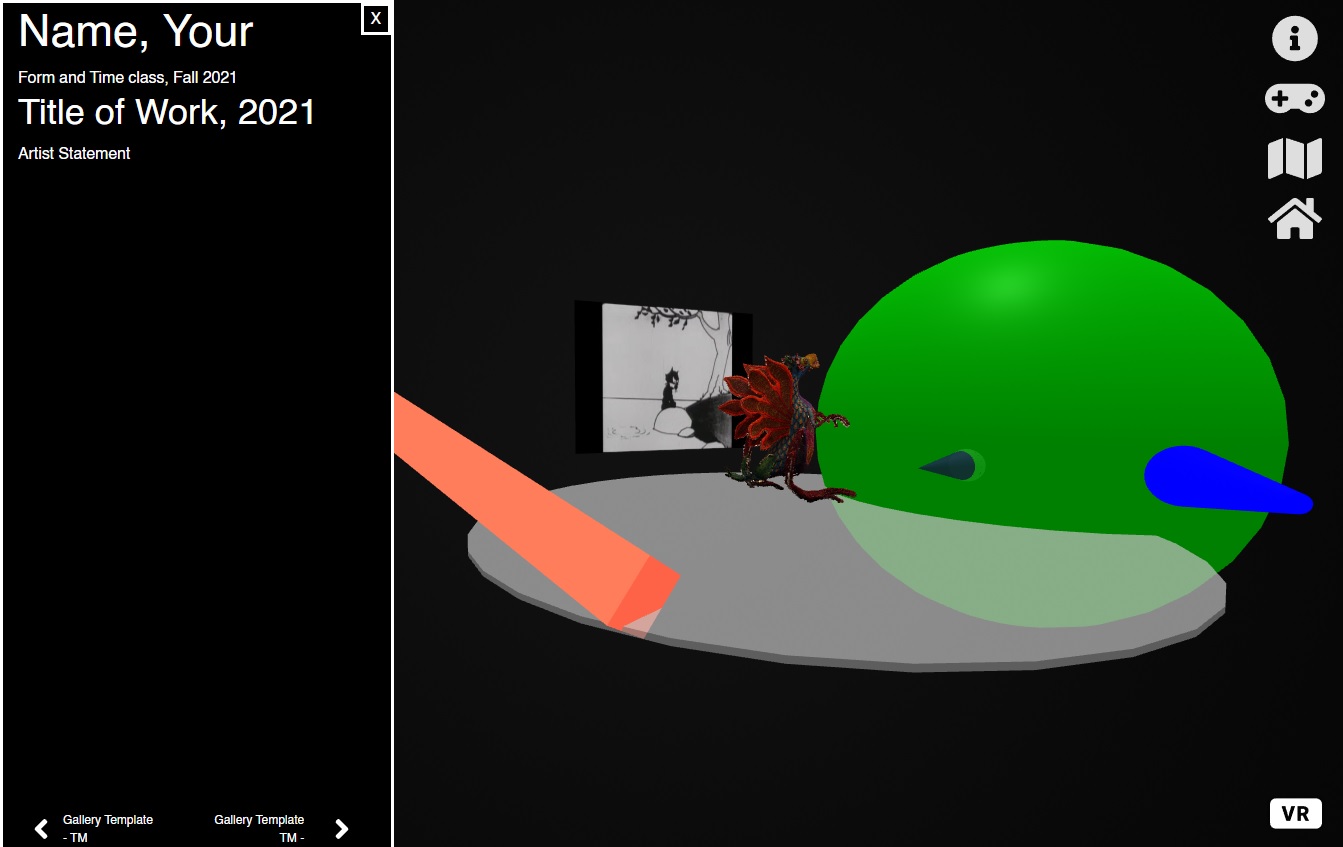 Name, Your
X
Form and Time class, Fall 2021
Title of Work, 2021
Artist Statement
Gallery Template
- TM
Gallery Template
TM -
VR